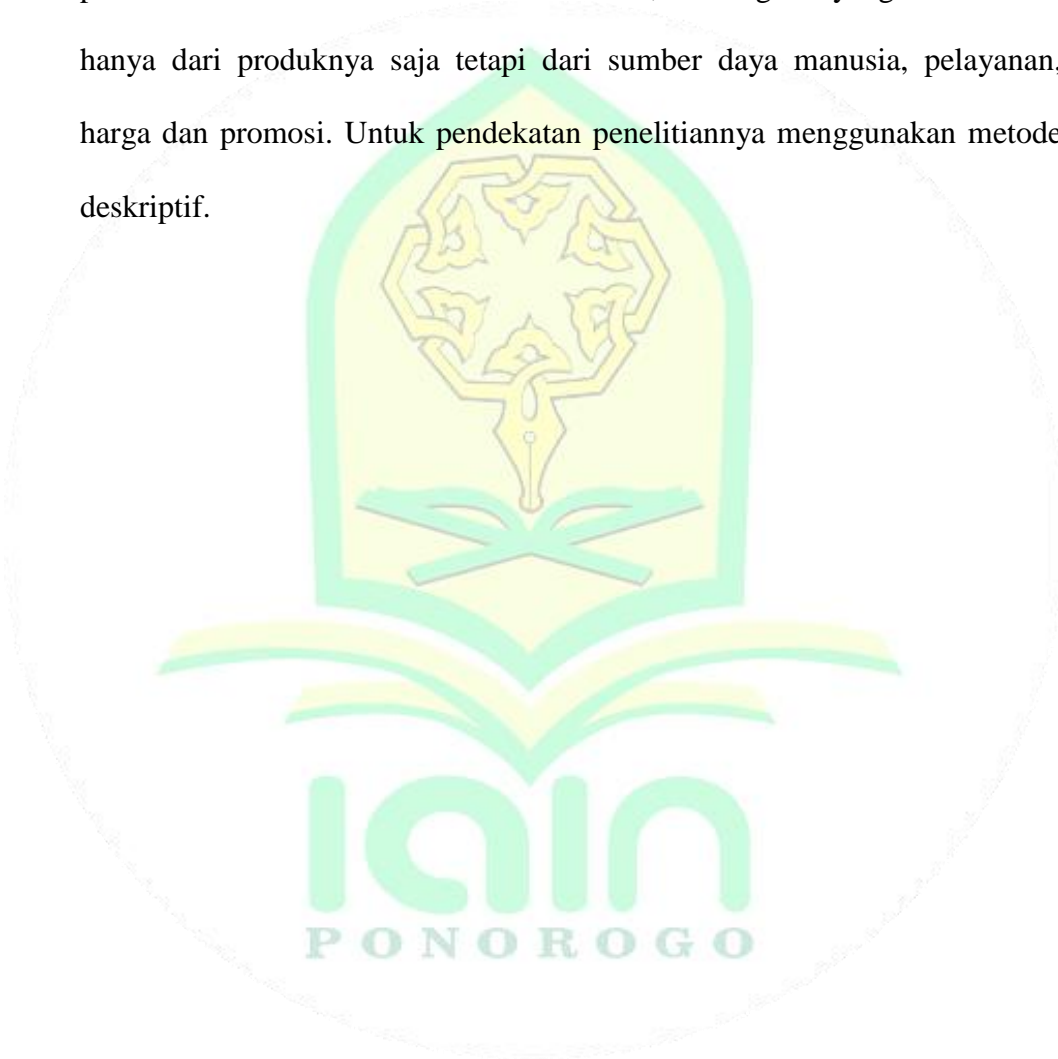 hanya dari produknya saja tetapi dari sumber daya manusia, pelayanan,
harga dan promosi. Untuk pendekatan penelitiannya menggunakan metode
deskriptif.
iain
PONOROGO